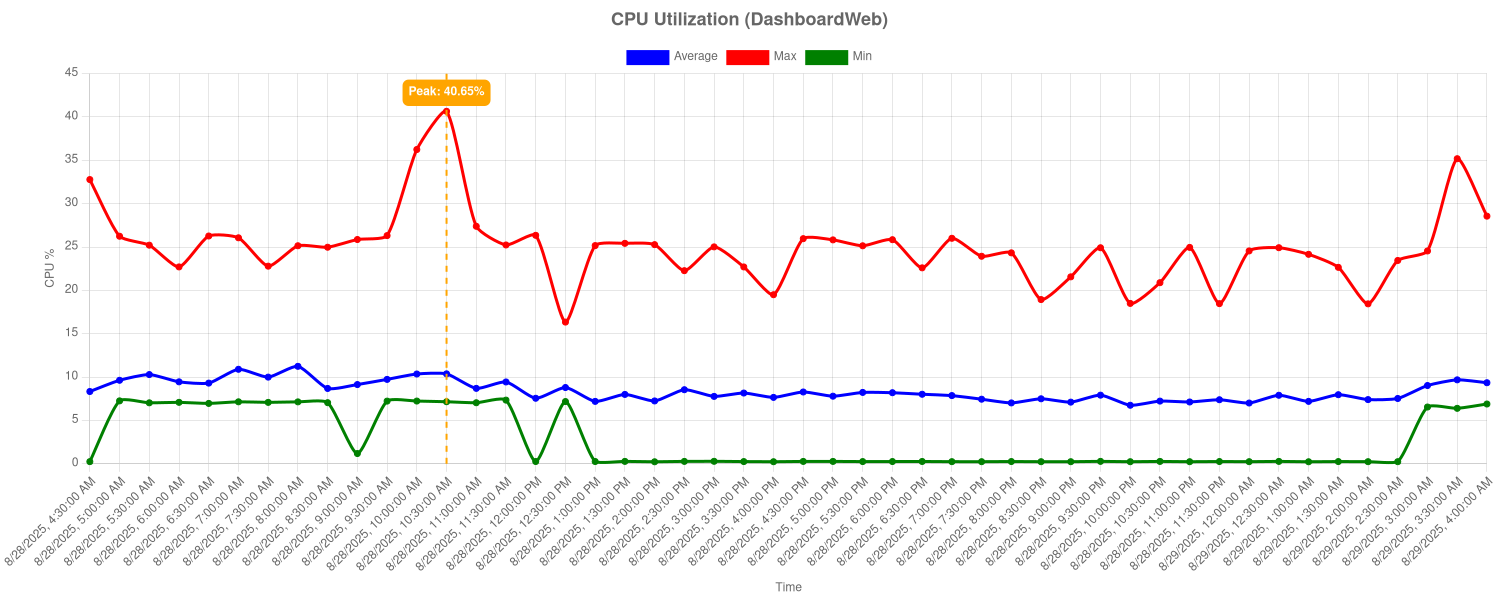 CPU Utilization (DashboardWeb)
Average Max Min
45
Peak: 40.65%
40
35
30
25
CPU %
20
15
10
5
0
8/28/2025, 4:30:00 AM
8/28/2025, 5:00:00 AM
8/28/2025, 5:30:00 AM
8/28/2025, 6:00:00 AM
8/28/2025, 6:30:00 AM
8/28/2025, 7:00:00 AM
8/28/2025, 7:30:00 AM
8/28/2025, 8:00:00 AM
8/28/2025, 8:30:00 AM
8/28/2025, 9:00:00 AM
8/28/2025, 9:30:00 AM
8/28/2025, 10:00:00 AM
8/28/2025, 10:30:00 AM
8/28/2025, 11:00:00 AM
8/28/2025, 11:30:00 AM
8/28/2025, 12:00:00 PM
8/28/2025, 12:30:00 PM
8/28/2025, 1:00:00 PM
8/28/2025, 1:30:00 PM
8/28/2025, 2:00:00 PM
8/28/2025, 2:30:00 PM
8/28/2025, 3:00:00 PM
8/28/2025, 3:30:00 PM
8/28/2025, 4:00:00 PM
8/28/2025, 4:30:00 PM
8/28/2025, 5:00:00 PM
8/28/2025, 5:30:00 PM
8/28/2025, 6:00:00 PM
8/28/2025, 6:30:00 PM
8/28/2025, 7:00:00 PM
8/28/2025, 7:30:00 PM
8/28/2025, 8:00:00 PM
8/28/2025, 8:30:00 PM
8/28/2025, 9:00:00 PM
8/28/2025, 9:30:00 PM
8/28/2025, 10:00:00 PM
8/28/2025, 10:30:00 PM
8/28/2025, 11:00:00 PM
8/28/2025, 11:30:00 PM
8/29/2025, 12:00:00 AM
8/29/2025, 12:30:00 AM
8/29/2025, 1:00:00 AM
8/29/2025, 1:30:00 AM
8/29/2025, 2:00:00 AM
8/29/2025, 2:30:00 AM
8/29/2025, 3:00:00 AM
8/29/2025, 3:30:00 AM
8/29/2025, 4:00:00 AM
Time